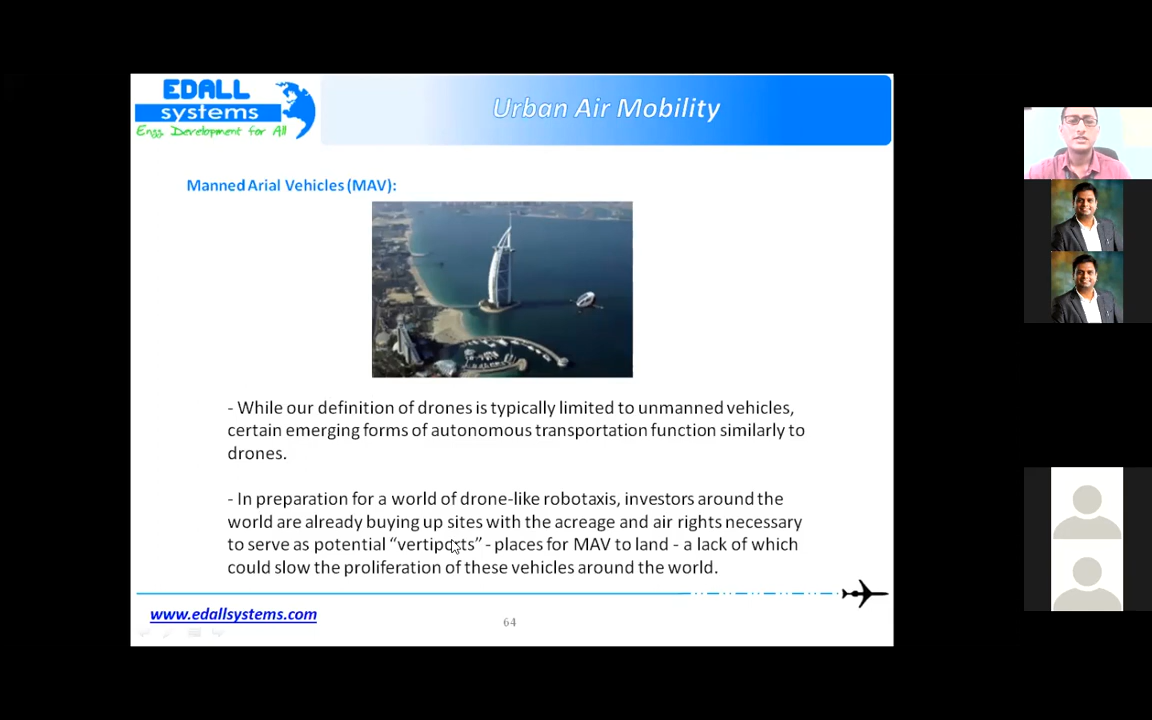 EDALL
systems
Engg Development for All
Urban Air Mobility
Manned Arial Vehicles (MAV):
- While our definition of drones is typically limited to unmanned vehicles,
certain emerging forms of autonomous transportation function similarly to
drones.
- In preparation for a world of drone-like robotaxis, investors around the
world are already buying up sites with the acreage and air rights necessary
to serve as potential “vertiports” - places for MAV to land - a lack of which
could slow the proliferation of these vehicles around the world.
www.edallsystems.com
64